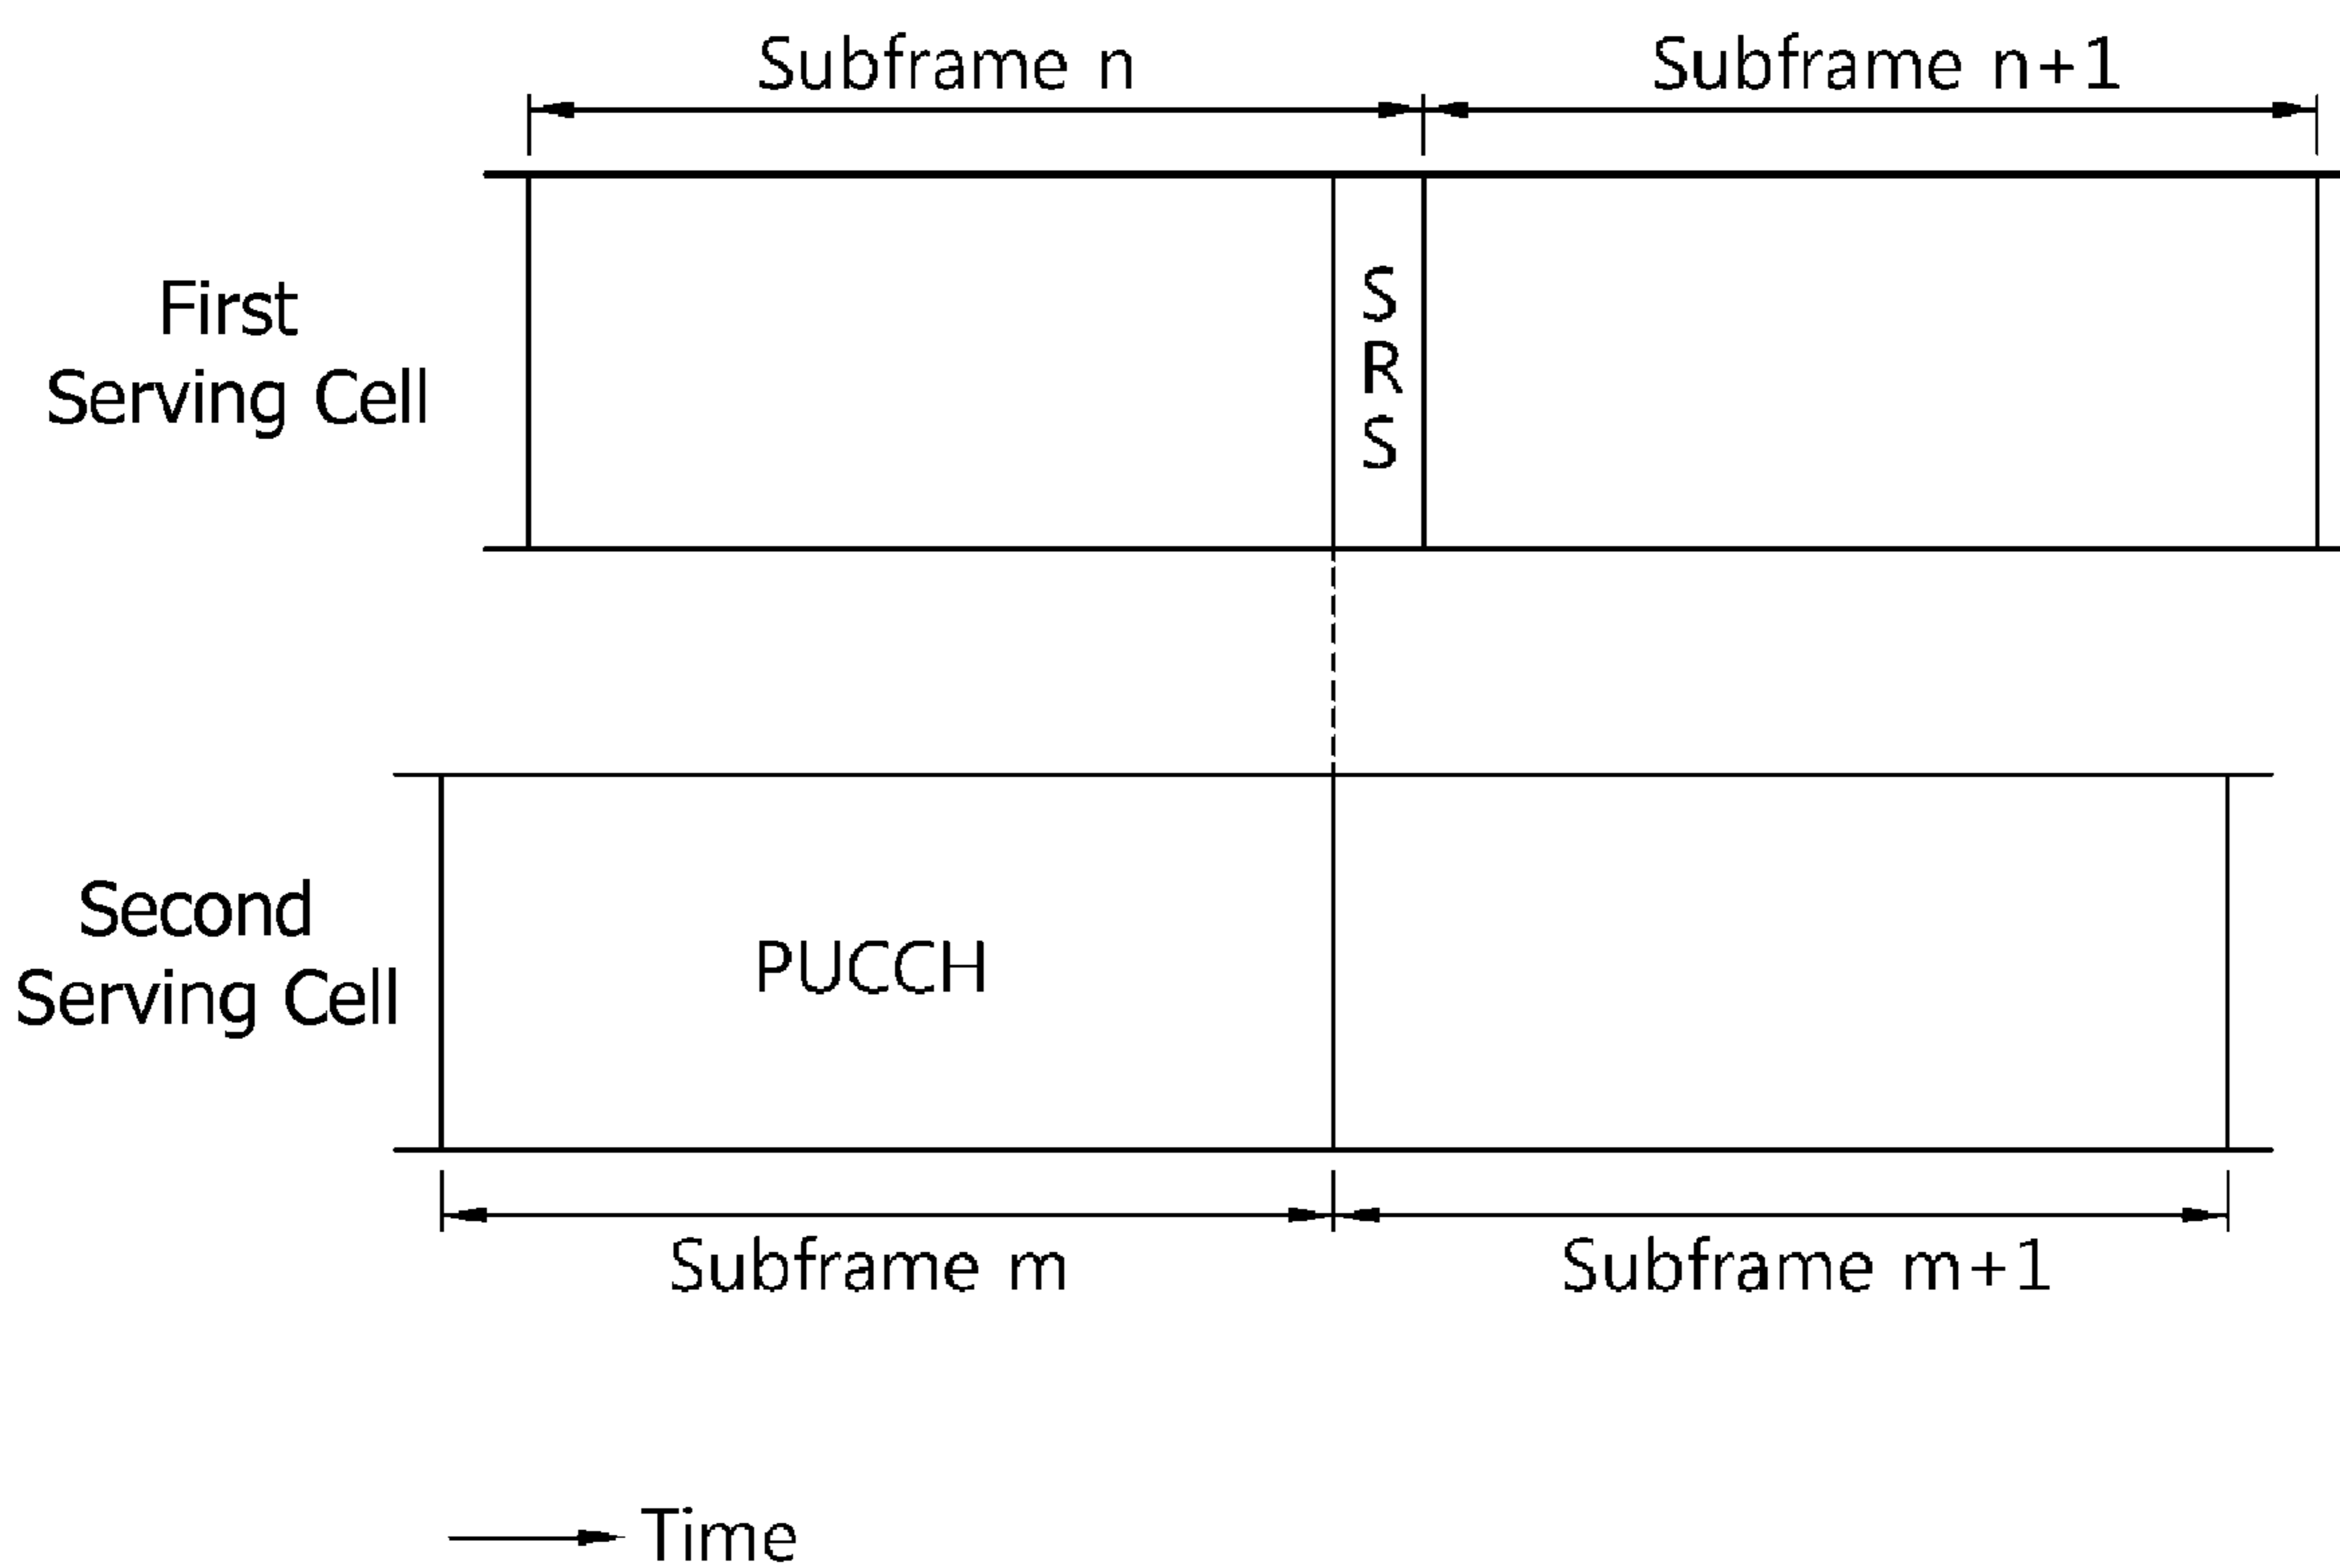 Subframe n
Subframe n+1
First
Serving Cell
S
R
S
Second
Serving Cell
PUCCH
Subframe m
Subframe m+1
Time